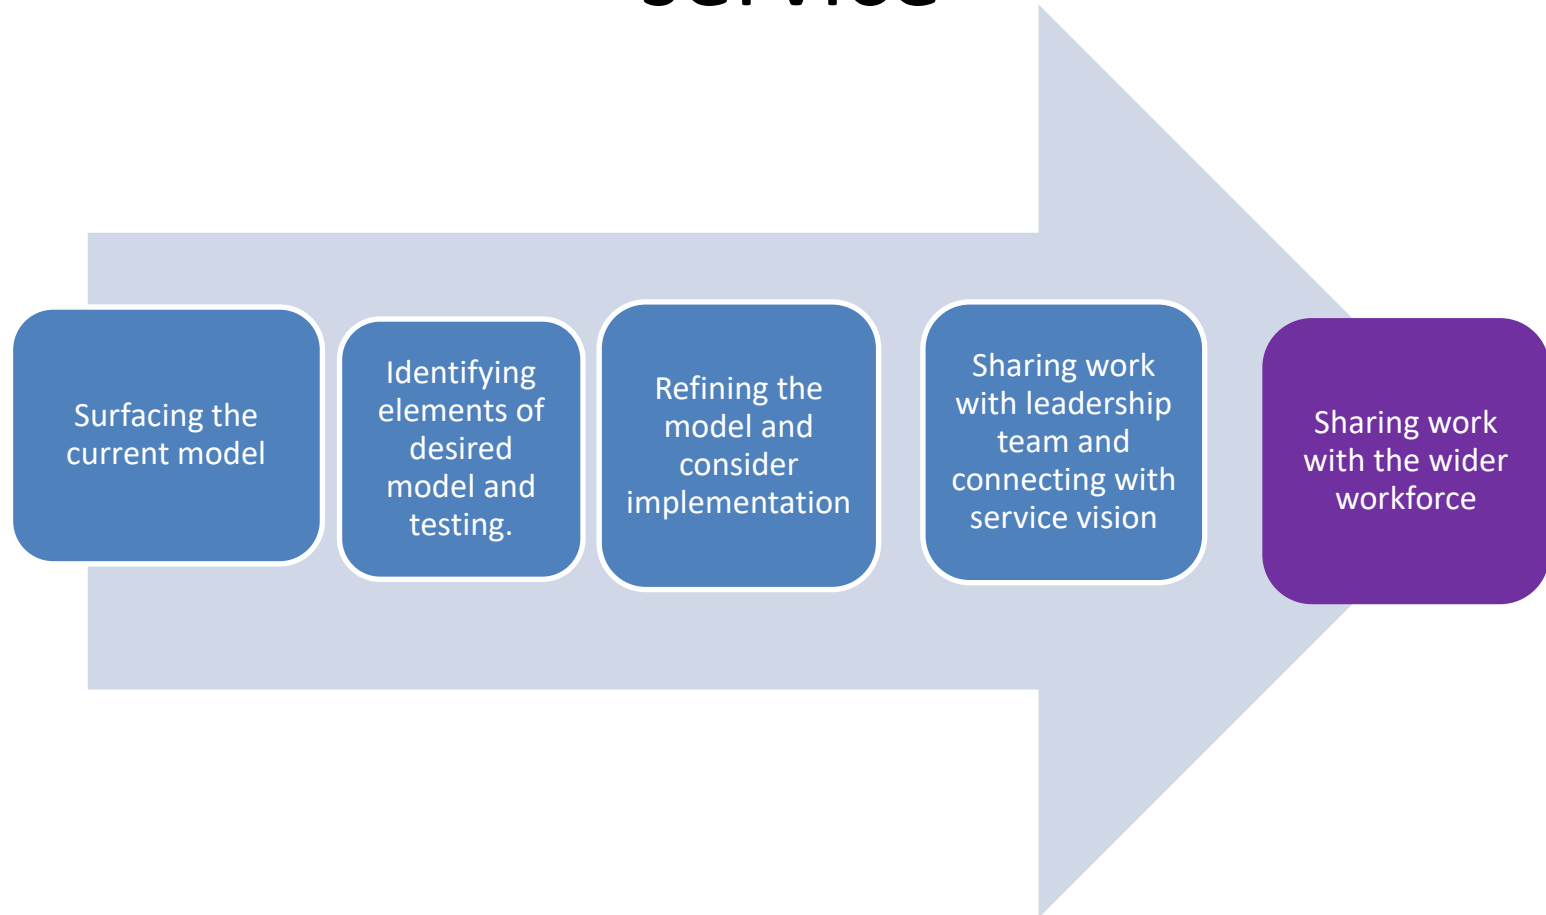 Surfacing the
current model
Identifying
elements of
desired
model and
testing.
Refining the
model and
consider
implementation
Sharing work
with leadership
team and
connecting with
service vision
Sharing work
with the wider
workforce